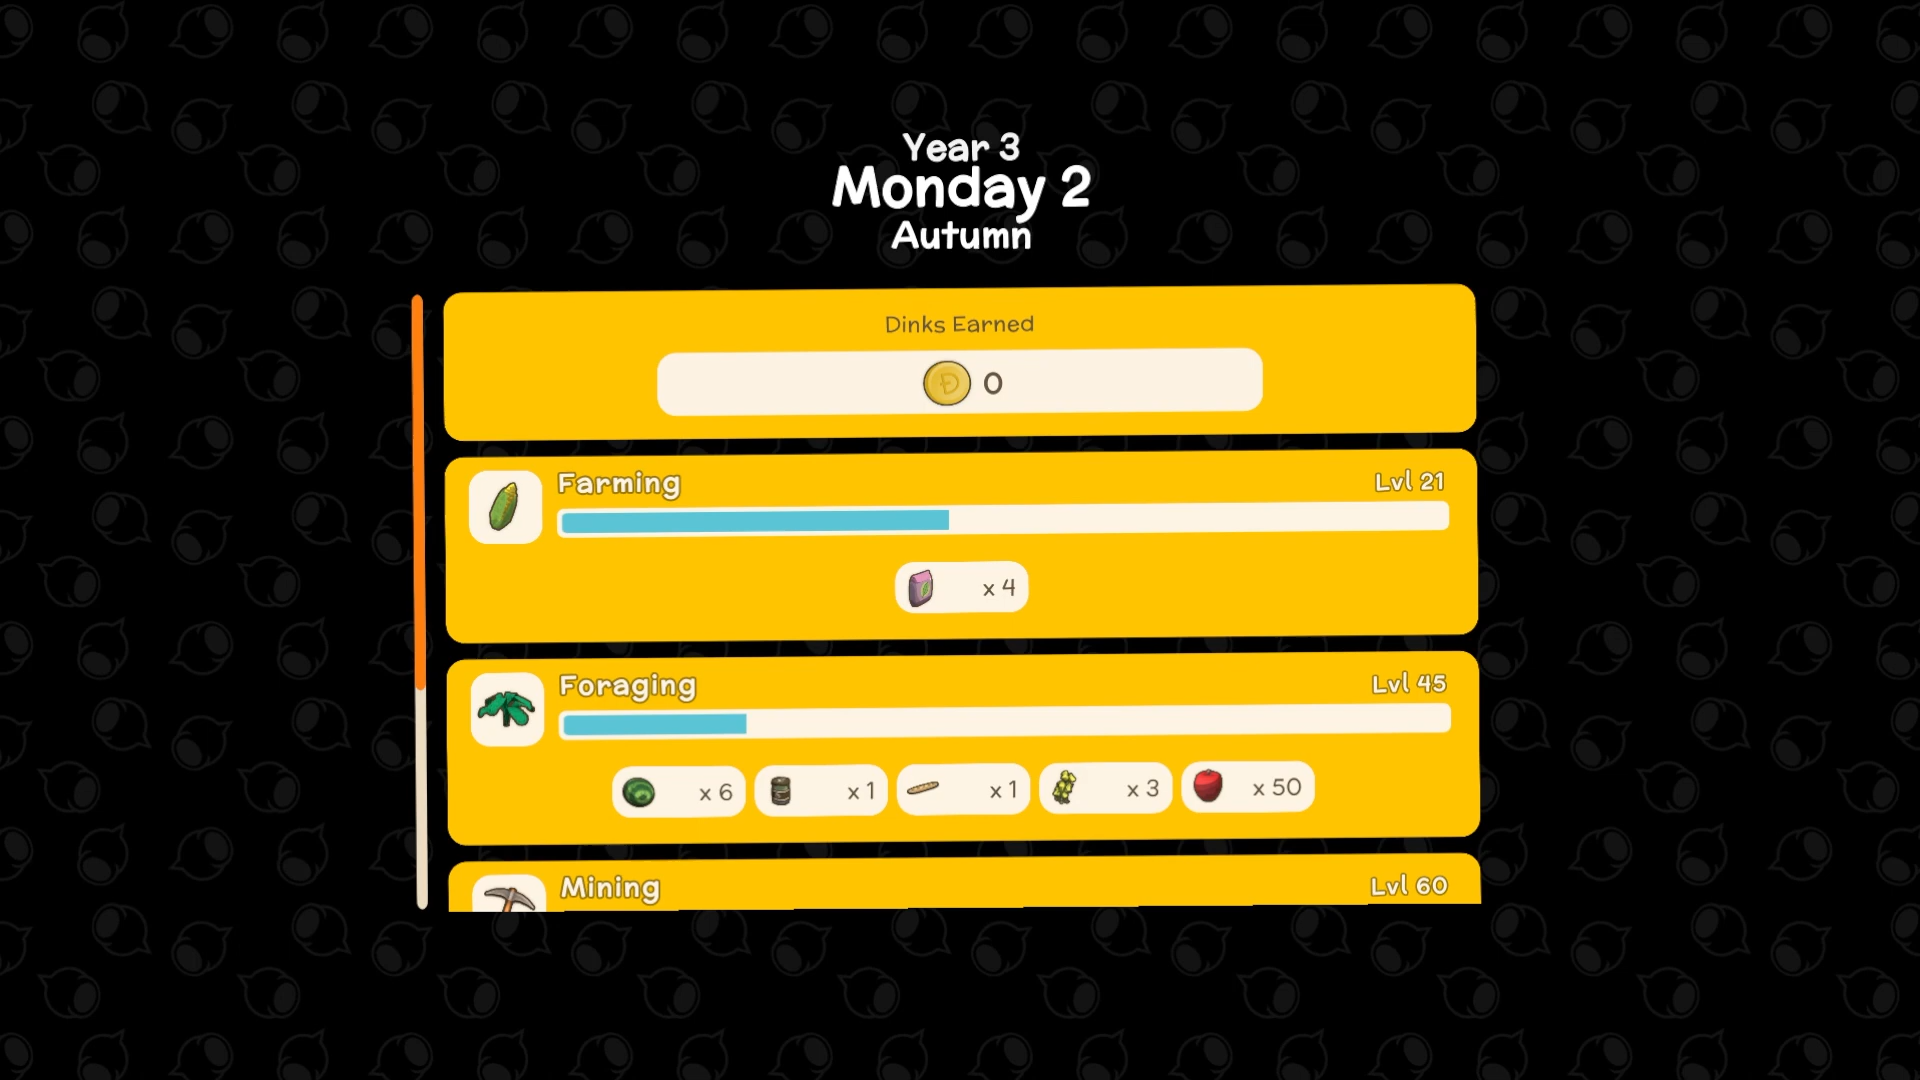 Year 3
Monday 2
Autumn
Dinks Earned
0
Farming
Lvl 21
x 4
Foraging
Lvl 45
x 6
x 1
x 1
x 3
x 50
Mining
Lvl 60